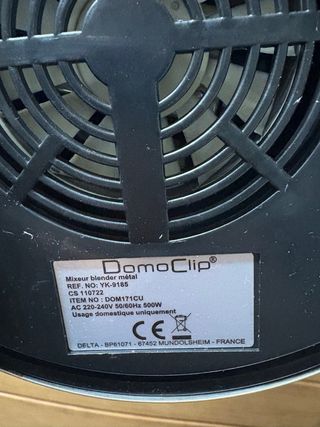 DomoClip®
Mixeur blender métal
REF. NO: YK-9185
CS 110722
ITEM NO : DOM171CU
AC 220-240V 50/60Hz 500W
Usage domestique uniquement
CE
DELTA - BP61071 - 67452 MUNDOLSHEIM - FRANCE